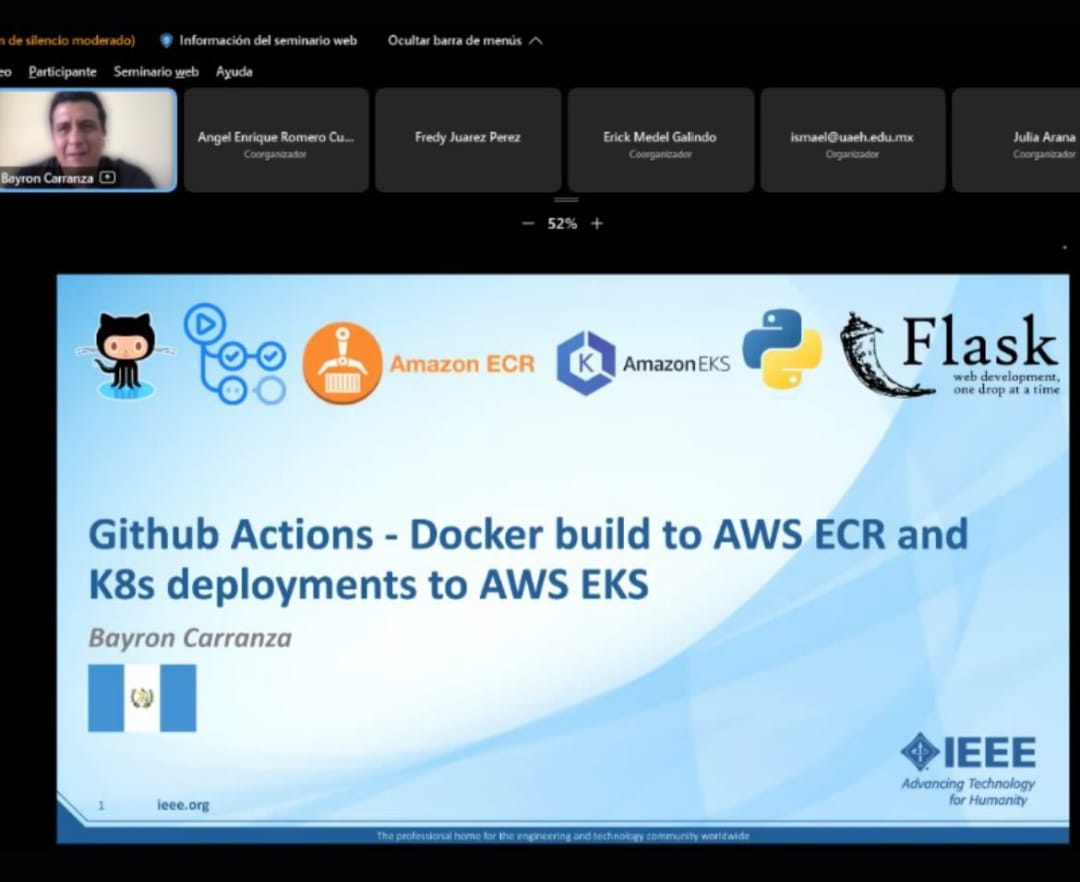 n de silencio moderado)
Información del seminario web
Ocultar barra de menús
eo Participante Seminario web Ayuda
Bayron Carranza
Angel Enrique Romero Cu...
Coorganizador
Fredy Juarez Perez
Erick Medel Galindo
Coorganizador
ismael@uaeh.edu.mx
Organizador
Julia Arana
Coorganizador
52%
Amazon ECR
K
Amazon EKS
Flask
web development,
one drop at a time
Github Actions - Docker build to AWS ECR and
K8s deployments to AWS EKS
Bayron Carranza
IEEE
Advancing Technology
for Humanity
1 ieee.org
The professional home for the engineering and technology community worldwide